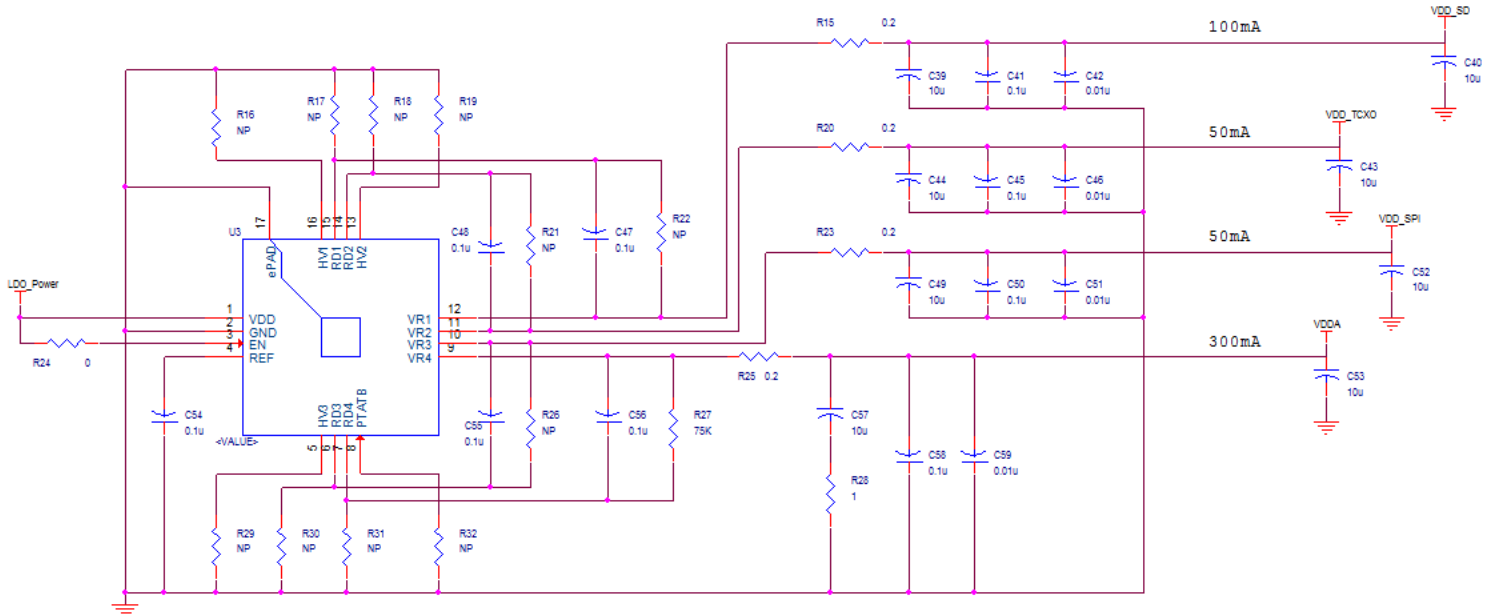 VDD_SD
R15 0.2
100mA
C39
10u
C41
0.1u
C42
0.01u
C40
10u
R16
NP
R17
NP
R18
NP
R19
NP
VDD_TCXO
R20 0.2
50mA
C44
10u
C45
0.1u
C46
0.01u
C43
10u
VDD_SPI
R23 0.2
50mA
C49
10u
C50
0.1u
C51
0.01u
C52
10u
C48
0.1u
R21
NP
C47
0.1u
R22
NP
U3
17
16
15
14
13
ePAD
HV1
RD1
RD2
HV2
LDO_Power
1
VDD
2
GND
3
EN
4
REF
R24 0
12
VR1
11
VR2
10
VR3
9
VR4
VDDA
300mA
R25 0.2
C53
10u
C54
0.1u
<VALUE>
HV3
RD3
RD4
PTATB
5
6
7
8
C55
0.1u
R26
NP
C56
0.1u
R27
75K
C57
10u
C58
0.1u
C59
0.01u
R28
1
R29
NP
R30
NP
R31
NP
R32
NP